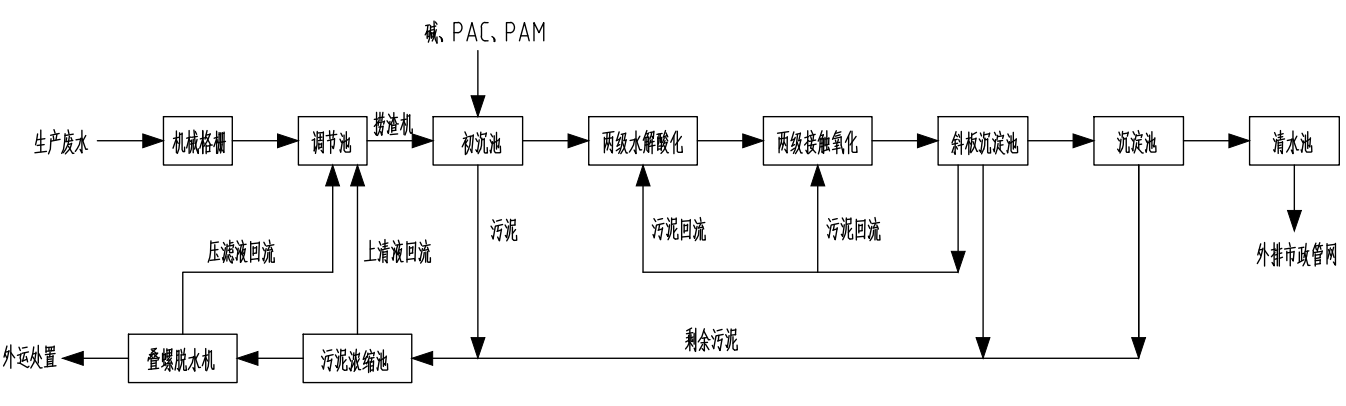 碱、PAC、PAM
生产废水
机械格栅
调节池
捞渣机
初沉池
两级水解酸化
两级接触氧化
斜板沉淀池
沉淀池
清水池
压滤液回流
上清液回流
污泥
污泥回流
污泥回流
外排市政管网
外运处置
叠螺脱水机
污泥浓缩池
剩余污泥